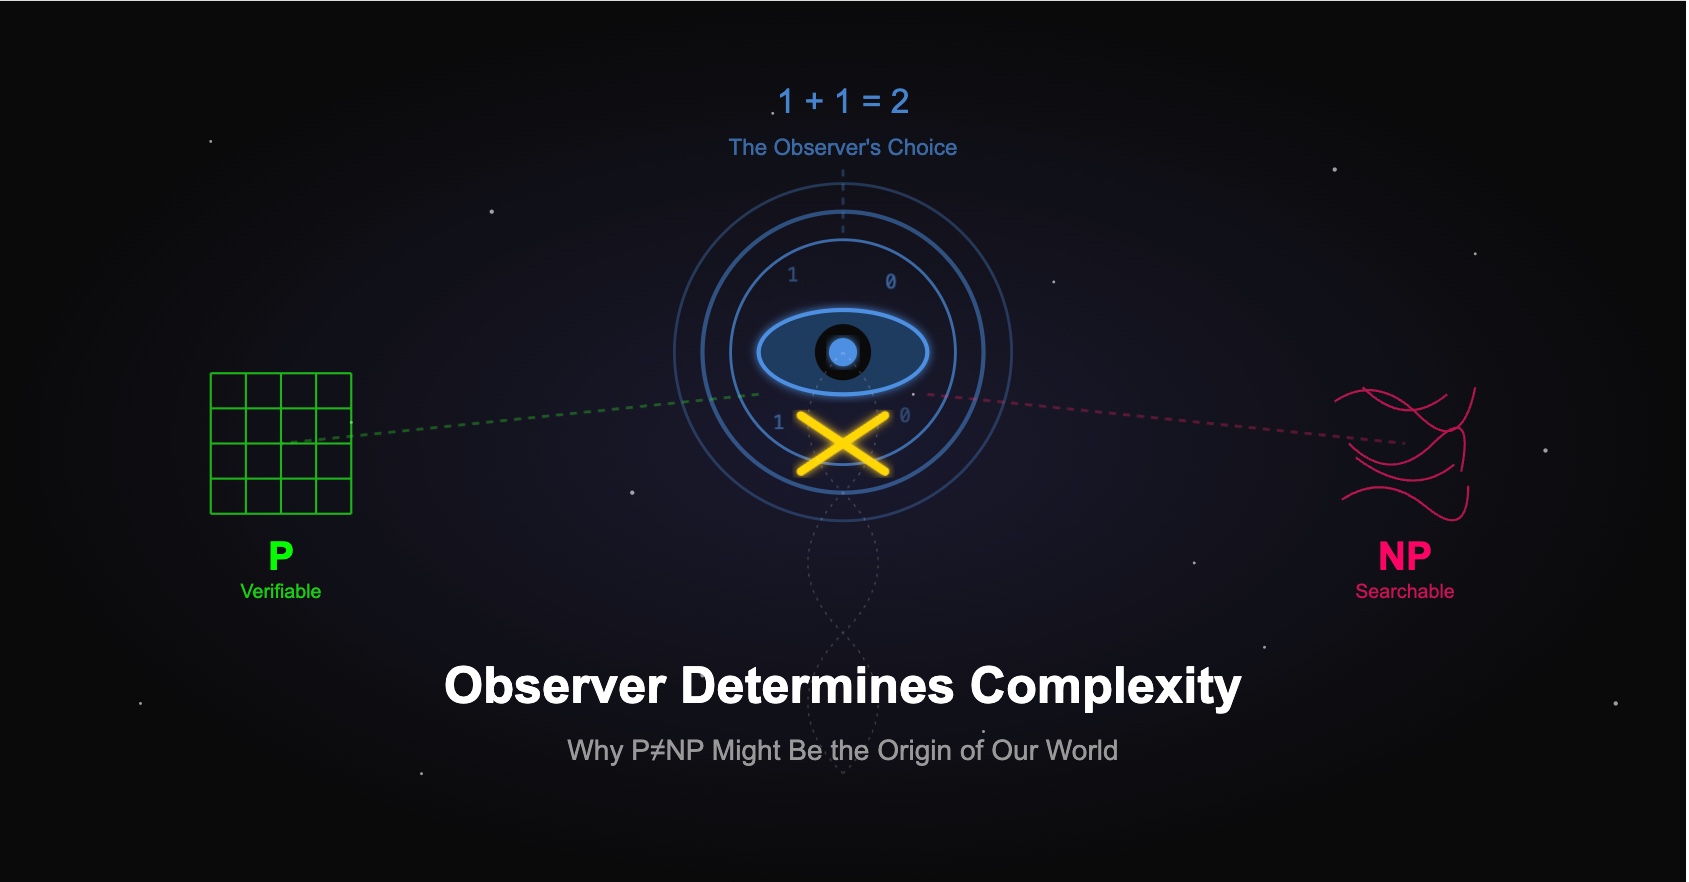 1 + 1 = 2
The Observer's Choice
1 0
1 0
P
Verifiable
NP
Searchable
Observer Determines Complexity
Why P≠NP Might Be the Origin of Our World